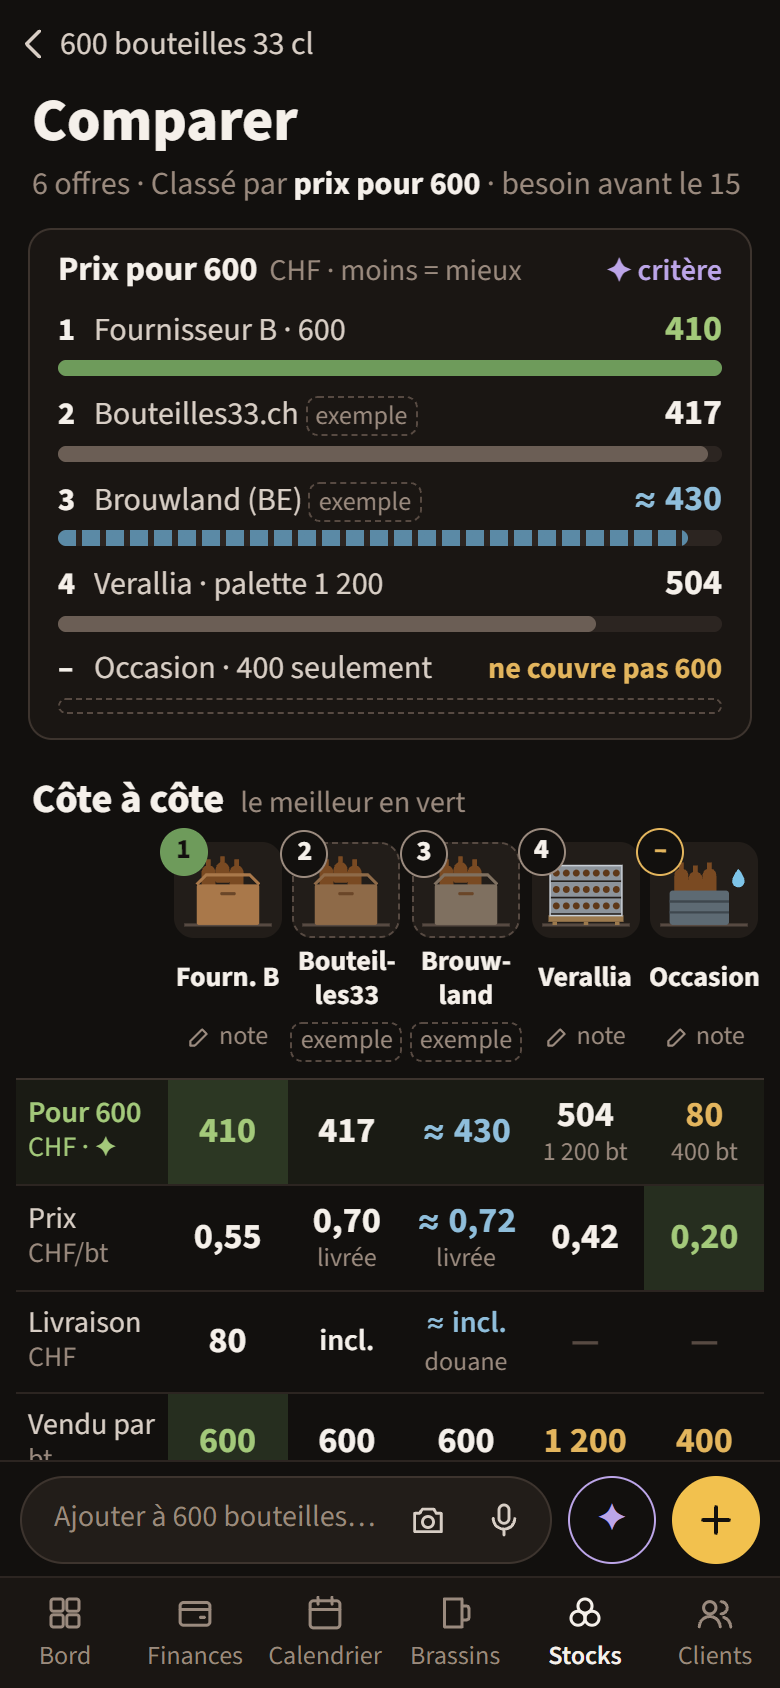 600 bouteilles 33 cl
Comparer
6 offres · Classé par prix pour 600 · besoin avant le 15
Prix pour 600 CHF · moins = mieux ✦ critère
1 Fournisseur B · 600 410
2 Bouteilles33.ch exemple 417
3 Brouwland (BE) exemple ≈ 430
4 Verallia · palette 1 200 504
– Occasion · 400 seulement ne couvre pas 600
Côte à côte le meilleur en vert
1 2 3 4 –
Fourn. B Bouteil-les33 Brouw-land Verallia Occasion
note exemple exemple note note
Pour 600 410 417 ≈ 430 504 80
CHF · ✦ 1 200 bt 400 bt
Prix 0,55 0,70 ≈ 0,72 0,42 0,20
CHF/bt livrée livrée
Livraison 80 incl. ≈ incl. — —
CHF douane
Vendu par 600 600 600 1 200 400
bt
Ajouter à 600 bouteilles…
Bord Finances Calendrier Brassins Stocks Clients